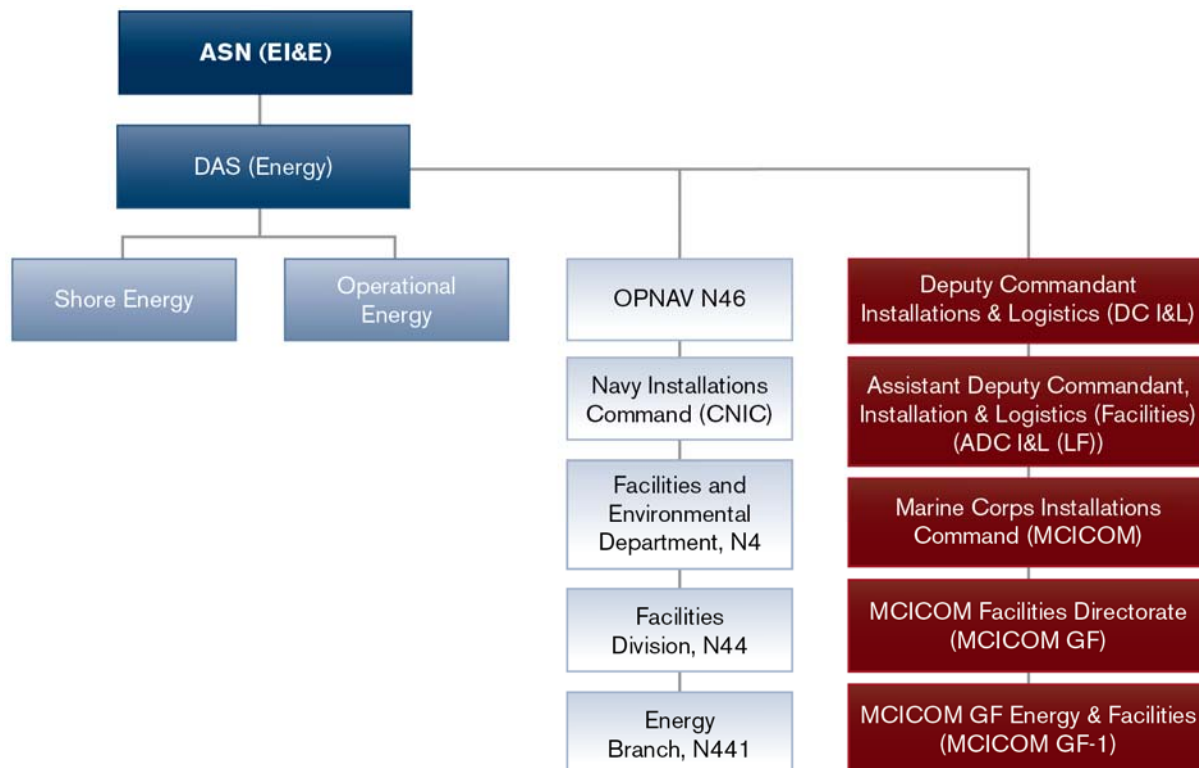 ASN (EI&E)
DAS (Energy)
Shore Energy
Operational
Energy
OPNAV N46
Navy Installations
Command (CNIC)
Facilities and
Environmental
Department, N4
Facilities
Division, N44
Energy
Branch, N441
Deputy Commandant
Installations & Logistics (DC I&L)
Assistant Deputy Commandant,
Installation & Logistics (Facilities)
(ADC I&L (LF))
Marine Corps Installations
Command (MCICOM)
MCICOM Facilities Directorate
(MCICOM GF)
MCICOM GF Energy & Facilities
(MCICOM GF-1)